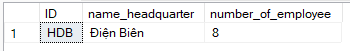 ID name_headquarter number_of_employee
1 HDB Điện Biên 8